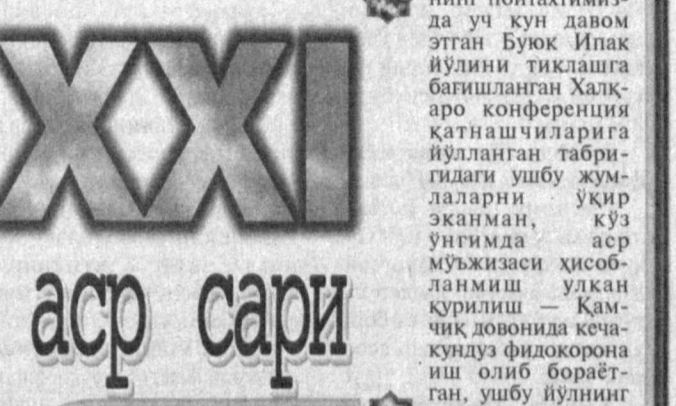 XXI
аср сари
нинг пойтахтимиз-
да уч кун давом
этган Буюк Ипак
йўлини тиклашга
бағишланган Халқ-
аро конференция
қатнашчиларига
йўлланган табри-
гидаги ушбу жум-
лаларни ўқир
эканман, кўз
ўнгимда аср
мўъжизаси ҳисоб-
ланмиш улкан
қурилиш — Қам-
чиқ довонида кеча-
кундуз фидокорона
иш олиб бораёт-
ган, ушбу йўлнинг